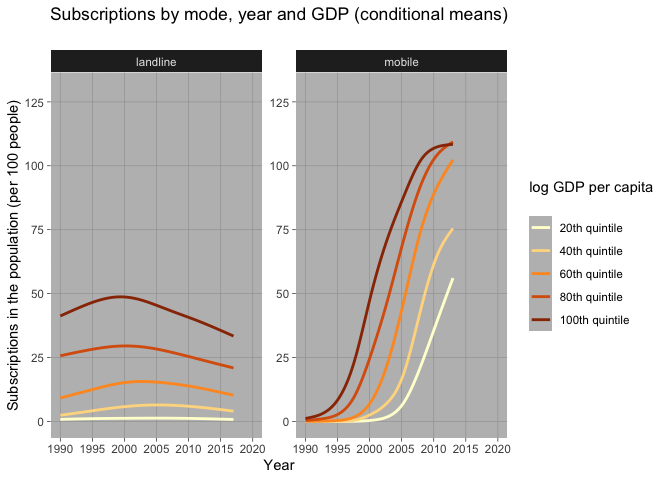 Subscriptions by mode, year and GDP (conditional means)
landline
mobile
Subscriptions in the population (per 100 people)
125
100
75
50
25
0
125
100
75
50
25
0
1990 1995 2000 2005 2010 2015 2020
1990 1995 2000 2005 2010 2015 2020
Year
log GDP per capita
20th quintile
40th quintile
60th quintile
80th quintile
100th quintile